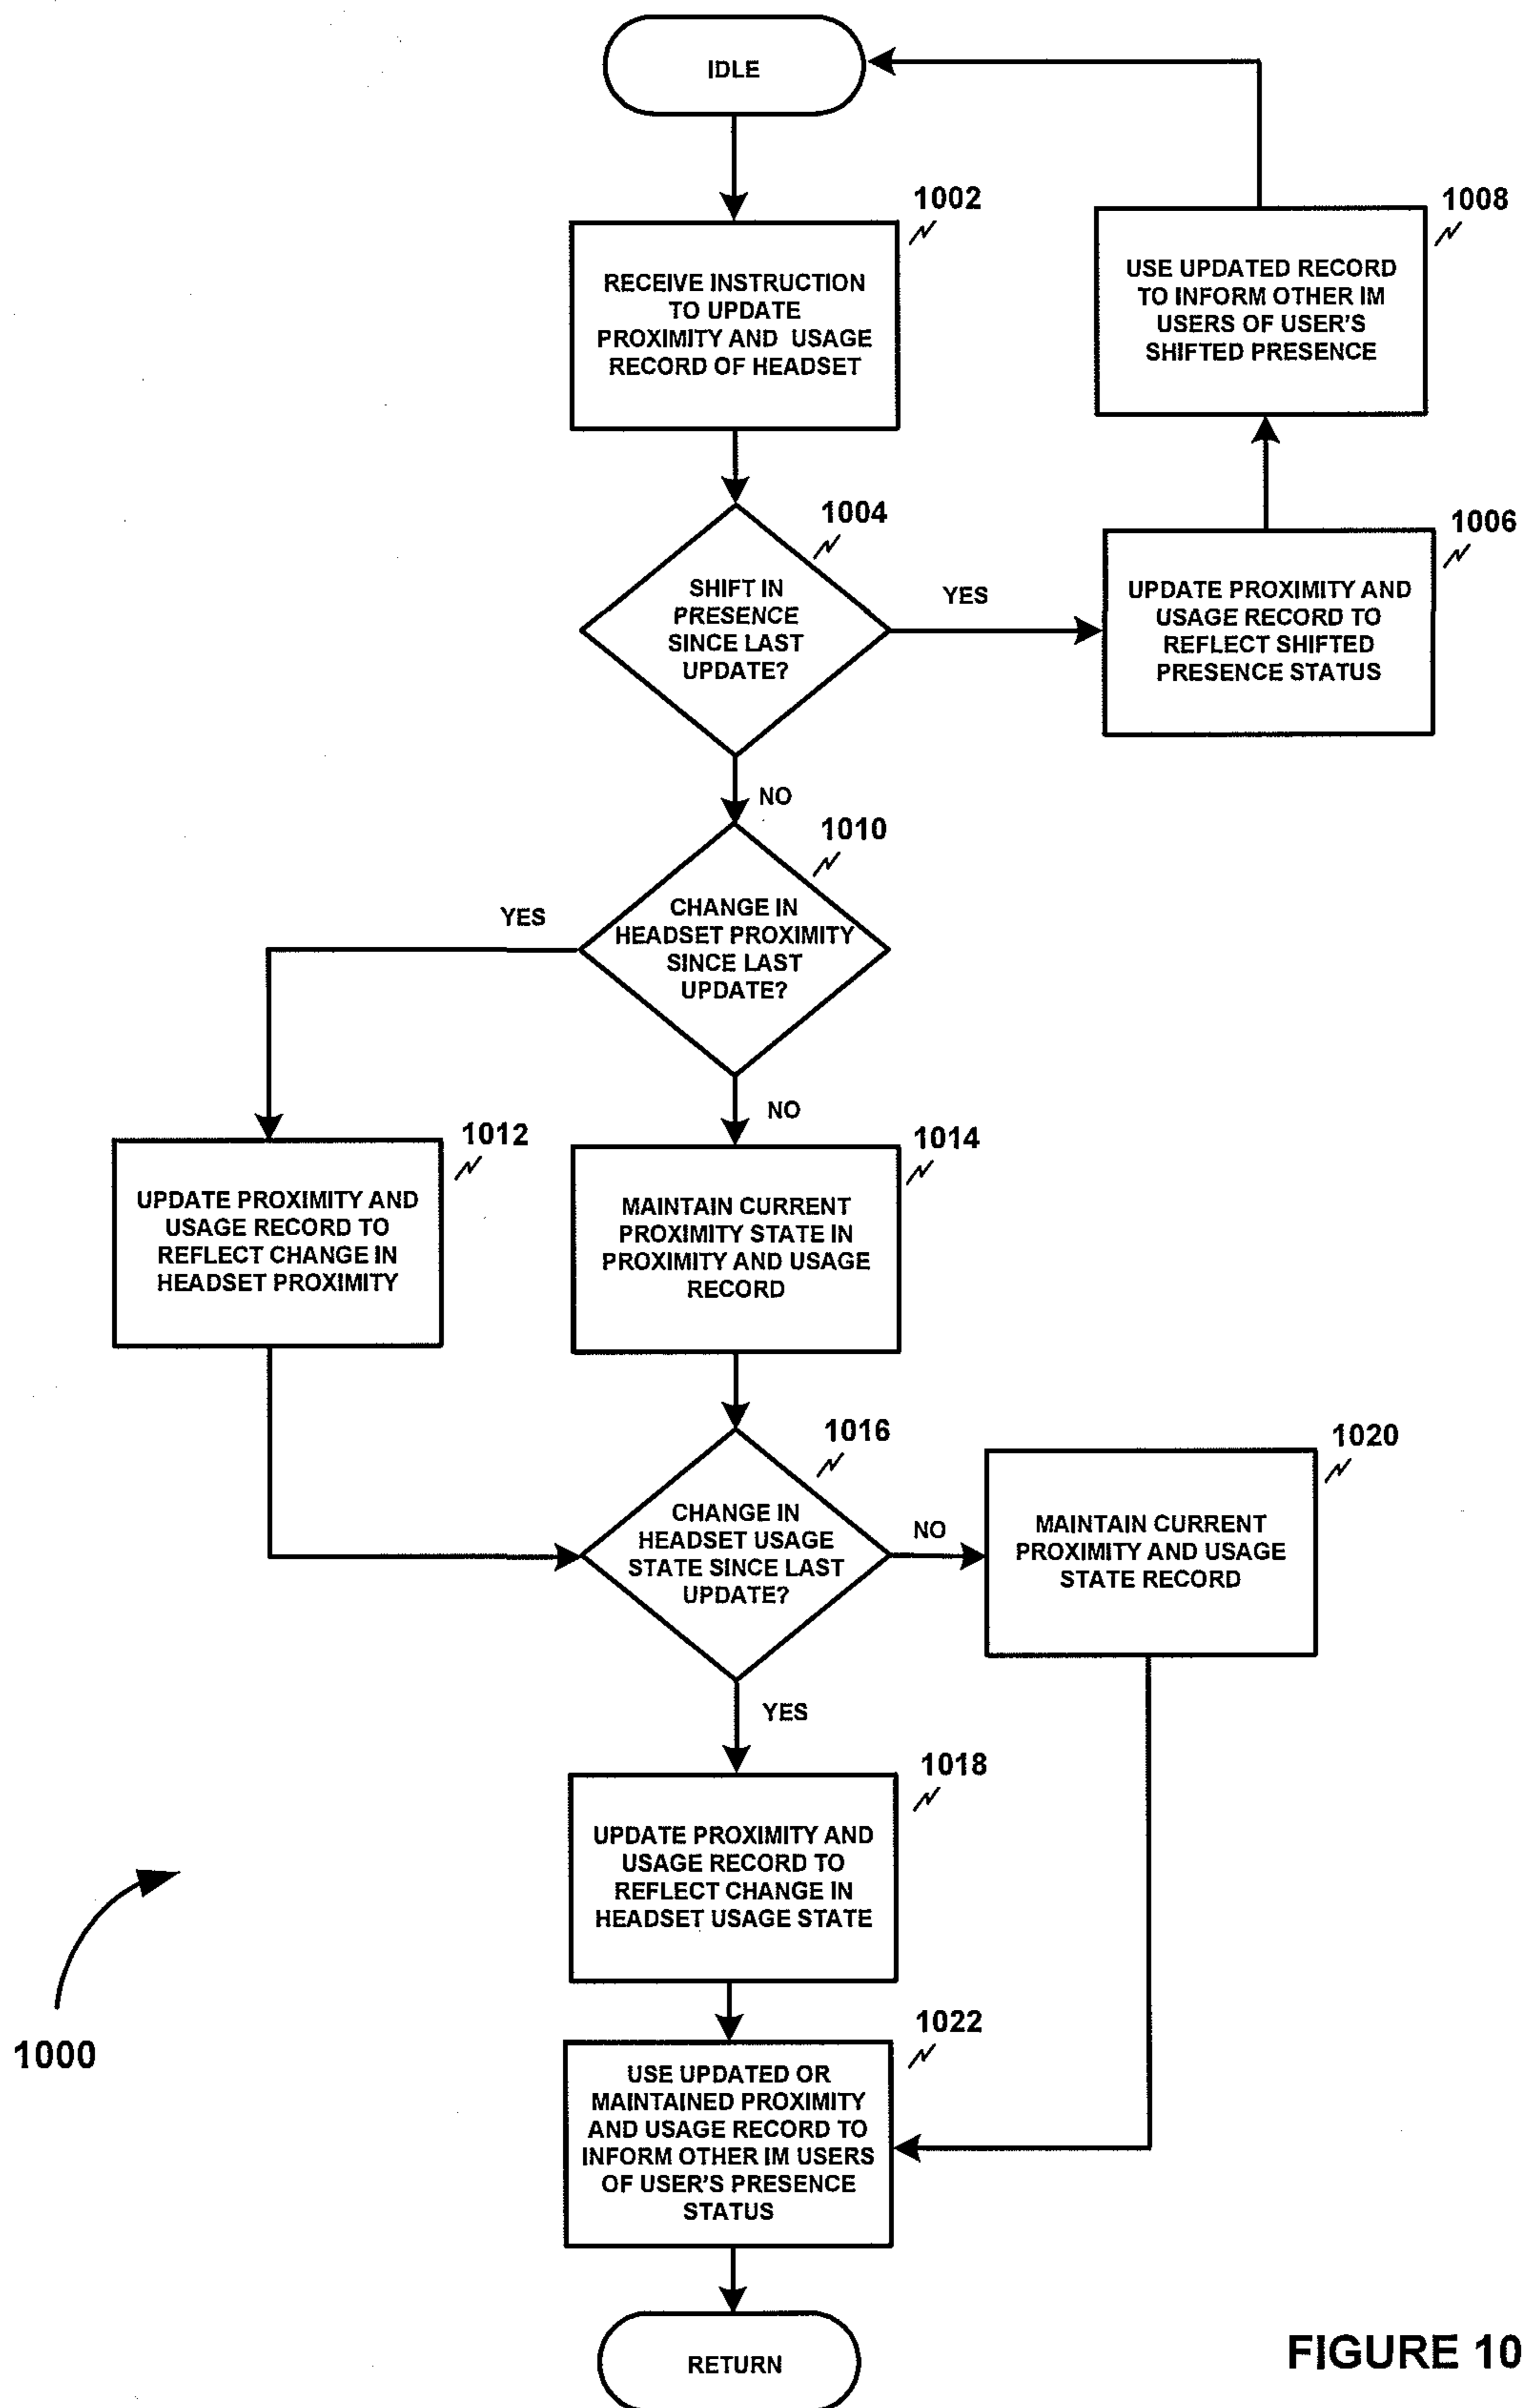 IDLE
1002
RECEIVE INSTRUCTION
TO UPDATE
PROXIMITY AND USAGE
RECORD OF HEADSET
1008
USE UPDATED RECORD
TO INFORM OTHER IM
USERS OF USER'S
SHIFTED PRESENCE
1004
SHIFT IN
PRESENCE
SINCE LAST
UPDATE?
YES
1006
UPDATE PROXIMITY AND
USAGE RECORD TO
REFLECT SHIFTED
PRESENCE STATUS
NO
1010
CHANGE IN
HEADSET PROXIMITY
SINCE LAST
UPDATE?
YES
NO
1012
UPDATE PROXIMITY AND
USAGE RECORD TO
REFLECT CHANGE IN
HEADSET PROXIMITY
1014
MAINTAIN CURRENT
PROXIMITY STATE IN
PROXIMITY AND USAGE
RECORD
1016
CHANGE IN
HEADSET USAGE
STATE SINCE LAST
UPDATE?
NO
1020
MAINTAIN CURRENT
PROXIMITY AND USAGE
STATE RECORD
YES
1018
UPDATE PROXIMITY AND
USAGE RECORD TO
REFLECT CHANGE IN
HEADSET USAGE STATE
1000
1022
USE UPDATED OR
MAINTAINED PROXIMITY
AND USAGE RECORD TO
INFORM OTHER IM USERS
OF USER'S PRESENCE
STATUS
RETURN
FIGURE 10